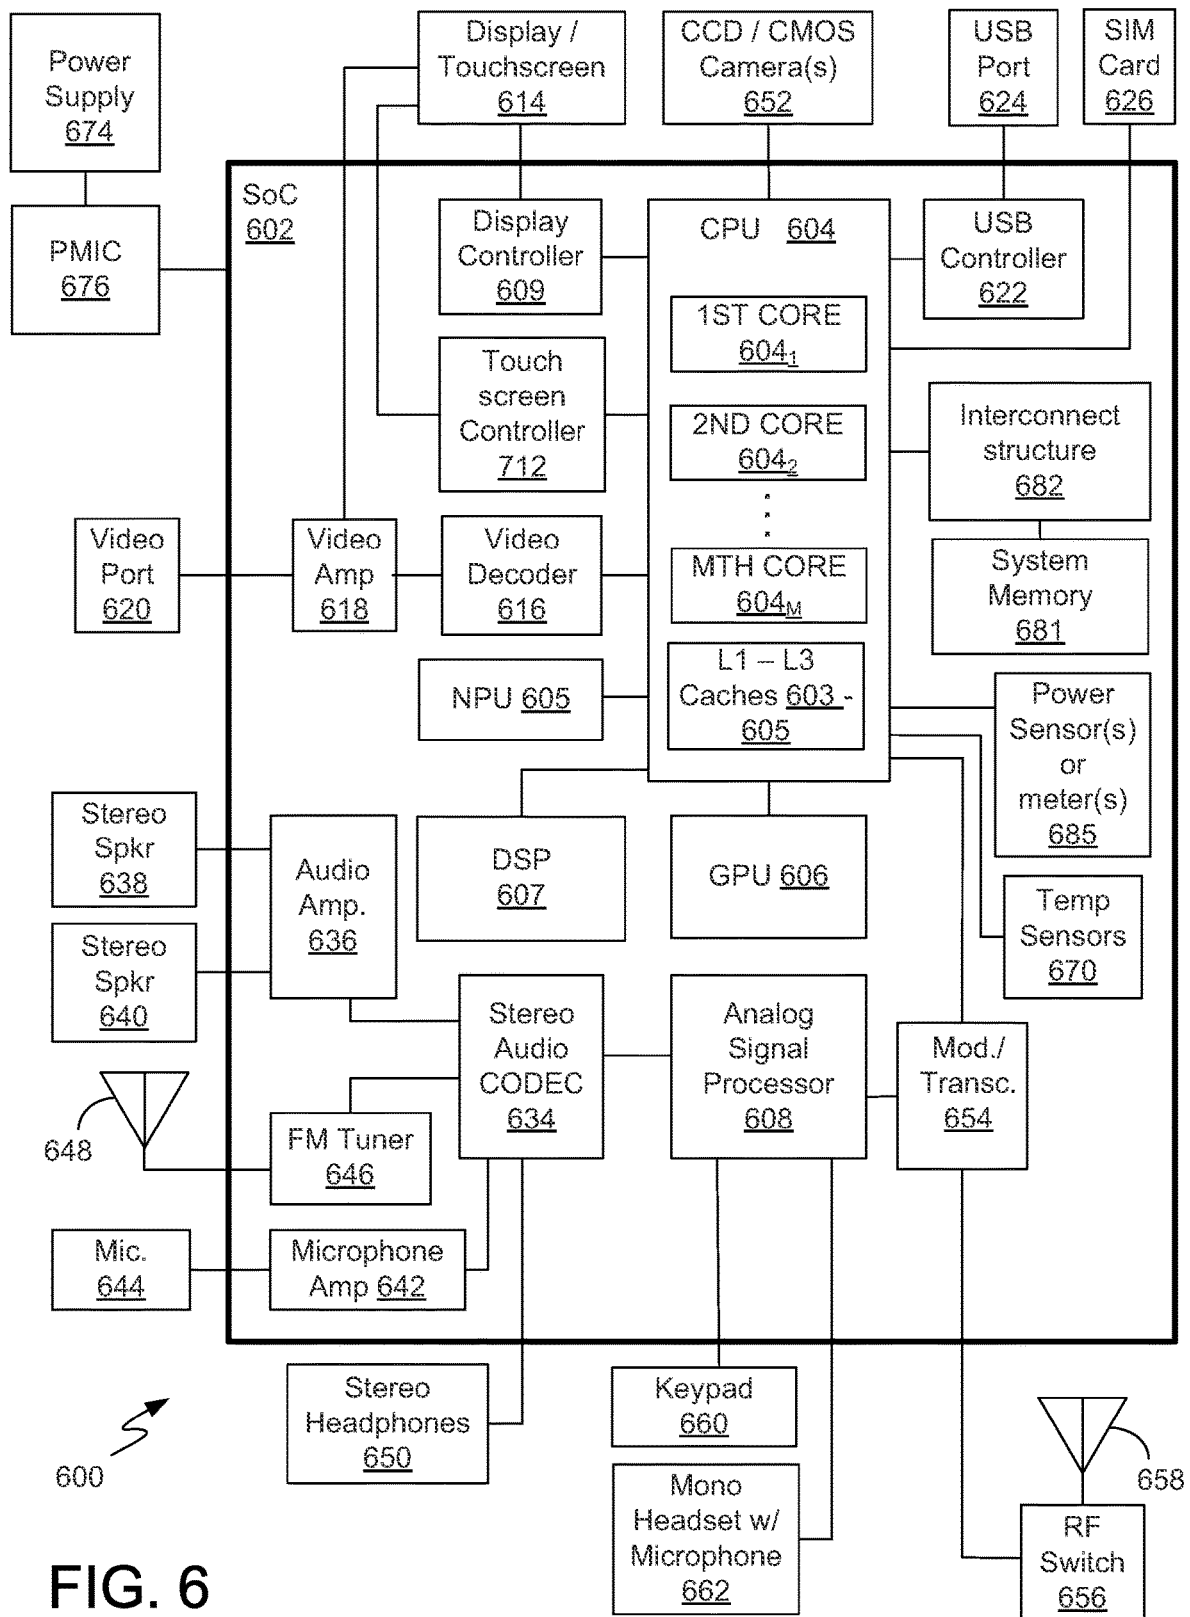 Power
Supply
674
Display /
Touchscreen
614
CCD / CMOS
Camera(s)
652
USB
Port
624
SIM
Card
626
PMIC
676
SoC
602
Display
Controller
609
CPU 604
USB
Controller
622
1ST CORE
604₁
Touch
screen
Controller
712
2ND CORE
604₂
Interconnect
structure
682
Video
Port
620
Video
Amp
618
Video
Decoder
616
MTH CORE
604M
System
Memory
681
NPU 605
L1 – L3
Caches 603 -
605
Power
Sensor(s)
or
meter(s)
685
Stereo
Spkr
638
Audio
Amp.
636
DSP
607
GPU 606
Temp
Sensors
670
Stereo
Spkr
640
Stereo
Audio
CODEC
634
Analog
Signal
Processor
608
Mod./
Transc.
654
648
FM Tuner
646
Mic.
644
Microphone
Amp 642
Stereo
Headphones
650
Keypad
660
600
Mono
Headset w/
Microphone
662
658
RF
Switch
656
FIG. 6